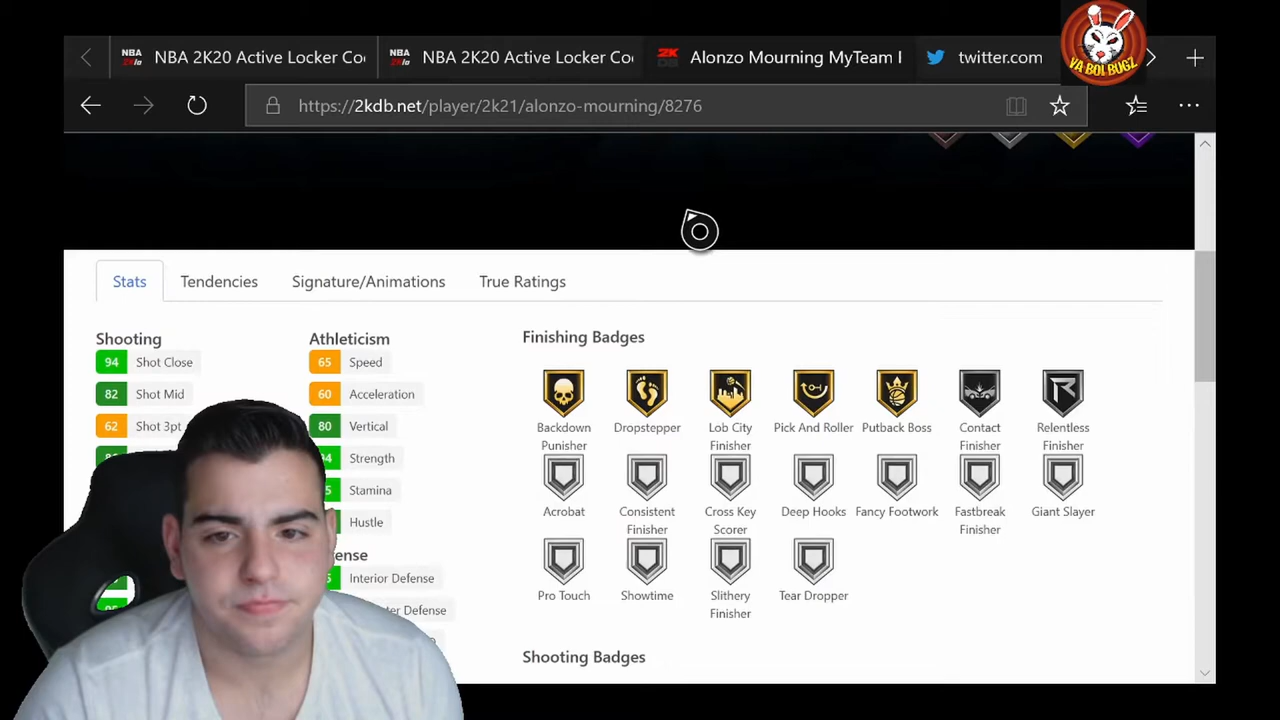 YA BOI BUGZ
NBA 2K20 Active Locker Co
NBA 2K20 Active Locker Co
Alonzo Mourning MyTeam
twitter.com
https://2kdb.net/player/2k21/alonzo-mourning/8276
Stats
Tendencies
Signature/Animations
True Ratings
Shooting
94 Shot Close
82 Shot Mid
62 Shot 3pt
Athleticism
65 Speed
60 Acceleration
80 Vertical
Strength
Stamina
Hustle
Interior Defense
Defense
Finishing Badges
Backdown Punisher
Dropstepper
Lob City Finisher
Pick And Roller
Putback Boss
Contact Finisher
Relentless Finisher
Acrobat
Consistent Finisher
Cross Key Scorer
Deep Hooks
Fancy Footwork
Fastbreak Finisher
Giant Slayer
Pro Touch
Showtime
Slithery Finisher
Tear Dropper
Shooting Badges